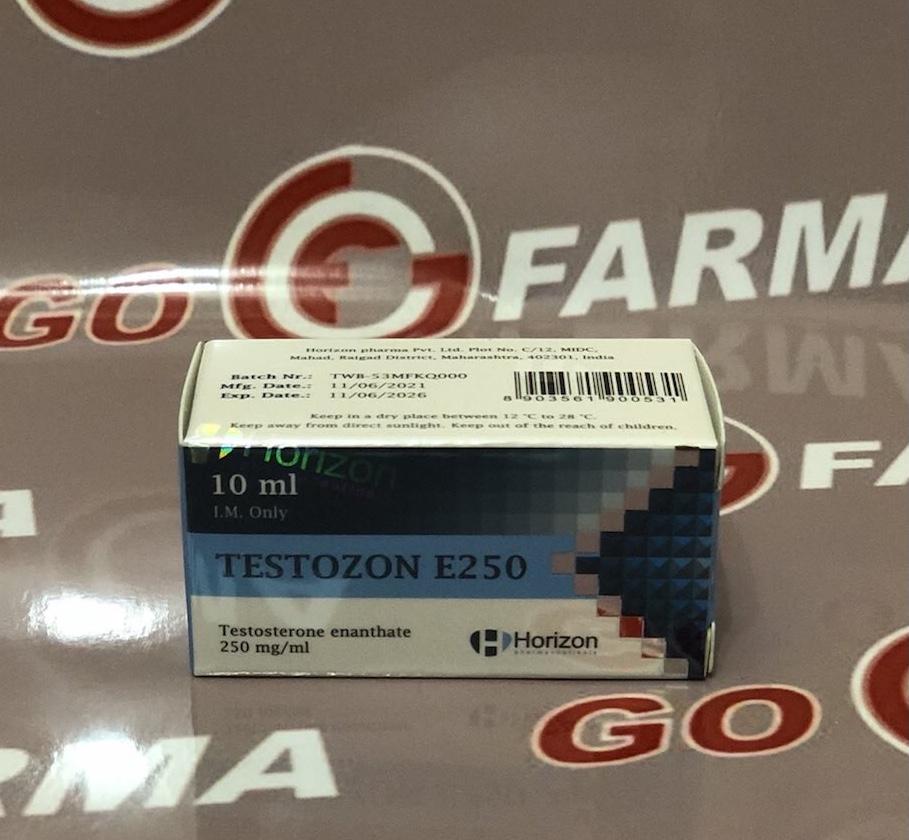 GO
FARMA
Horizon pharma Pvt. Ltd. Plot No. C/12, MIDC,
Mahad, Raigad District, Maharashtra, 402301, India
Batch Nr.: TWB-53MFKQ000
Mfg. Date.: 11/06/2021
Exp. Date.: 11/06/2026
8 903561 900531
Keep in a dry place between 12 °C to 28 °C.
Keep away from direct sunlight. Keep out of the reach of children.
Horizon
10 ml
I.M. Only
TESTOZON E250
Testosterone enanthate
250 mg/ml
Horizon
pharmaceuticals
FA
A
GO
RMA